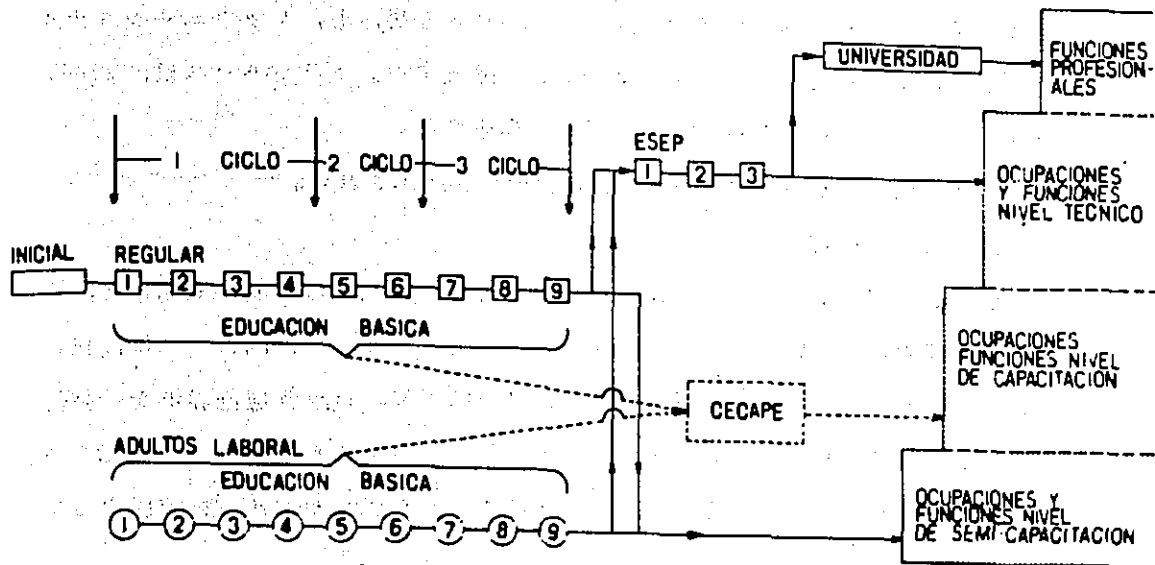 UNIVERSIDAD
FUNCIONES
PROFESION-
ALES
ESEP
1 CICLO 2 CICLO 3 CICLO
1 2 3
OCUPACIONES
Y FUNCIONES
NIVEL TECNICO
INICIAL REGULAR
1 2 3 4 5 6 7 8 9
EDUCACION BASICA
OCUPACIONES
FUNCIONES NIVEL
DE CAPACITACION
CECAPE
ADULTOS LABORAL
EDUCACION BASICA
1 2 3 4 5 6 7 8 9
OCUPACIONES Y
FUNCIONES NIVEL
DE SEMI-CAPACITACION